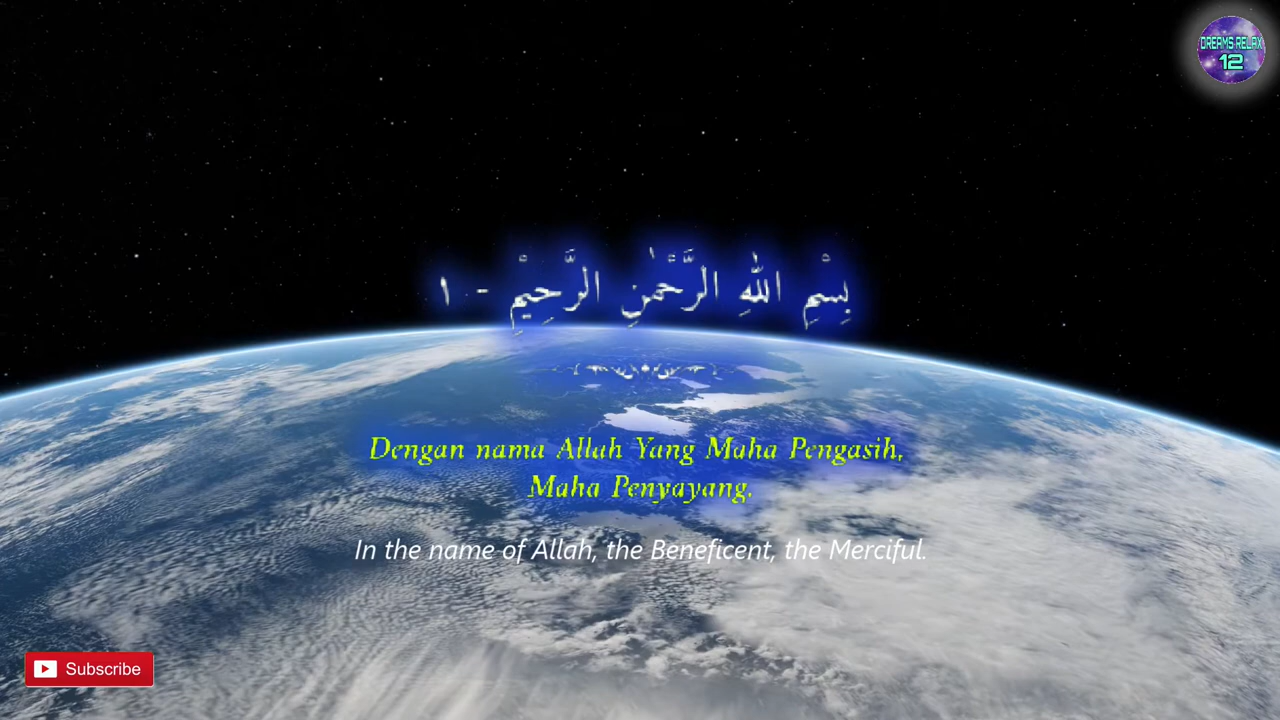 DREAMS RELAX
12
بِسْمِ اللّٰهِ الرَّحْمٰنِ الرَّحِيْمِ - ١
Dengan nama Allah Yang Maha Pengasih,
Maha Penyayang.
In the name of Allah, the Beneficent, the Merciful.
Subscribe